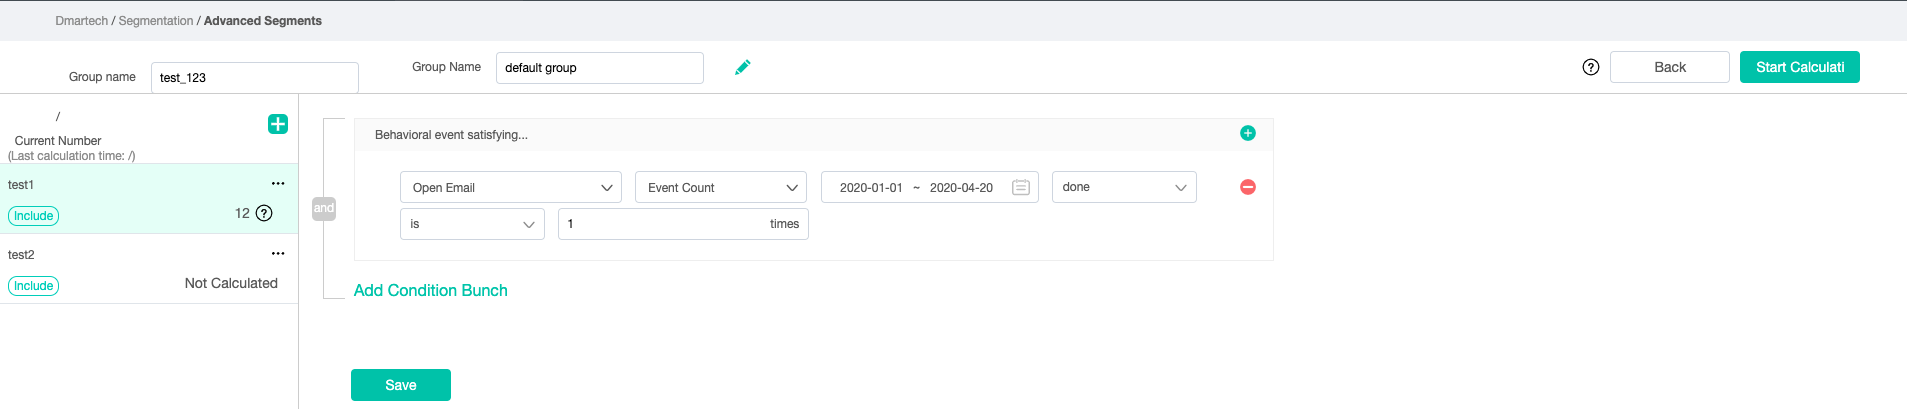 Dmartech / Segmentation / Advanced Segments
Group name test_123 Group Name default group ? Back Start Calculati
/
Current Number
(Last calculation time: /)
test1
Include 12 ?
test2
Include Not Calculated
and
Behavioral event satisfying...
Open Email Event Count 2020-01-01 ~ 2020-04-20 done
is 1 times
Add Condition Bunch
Save